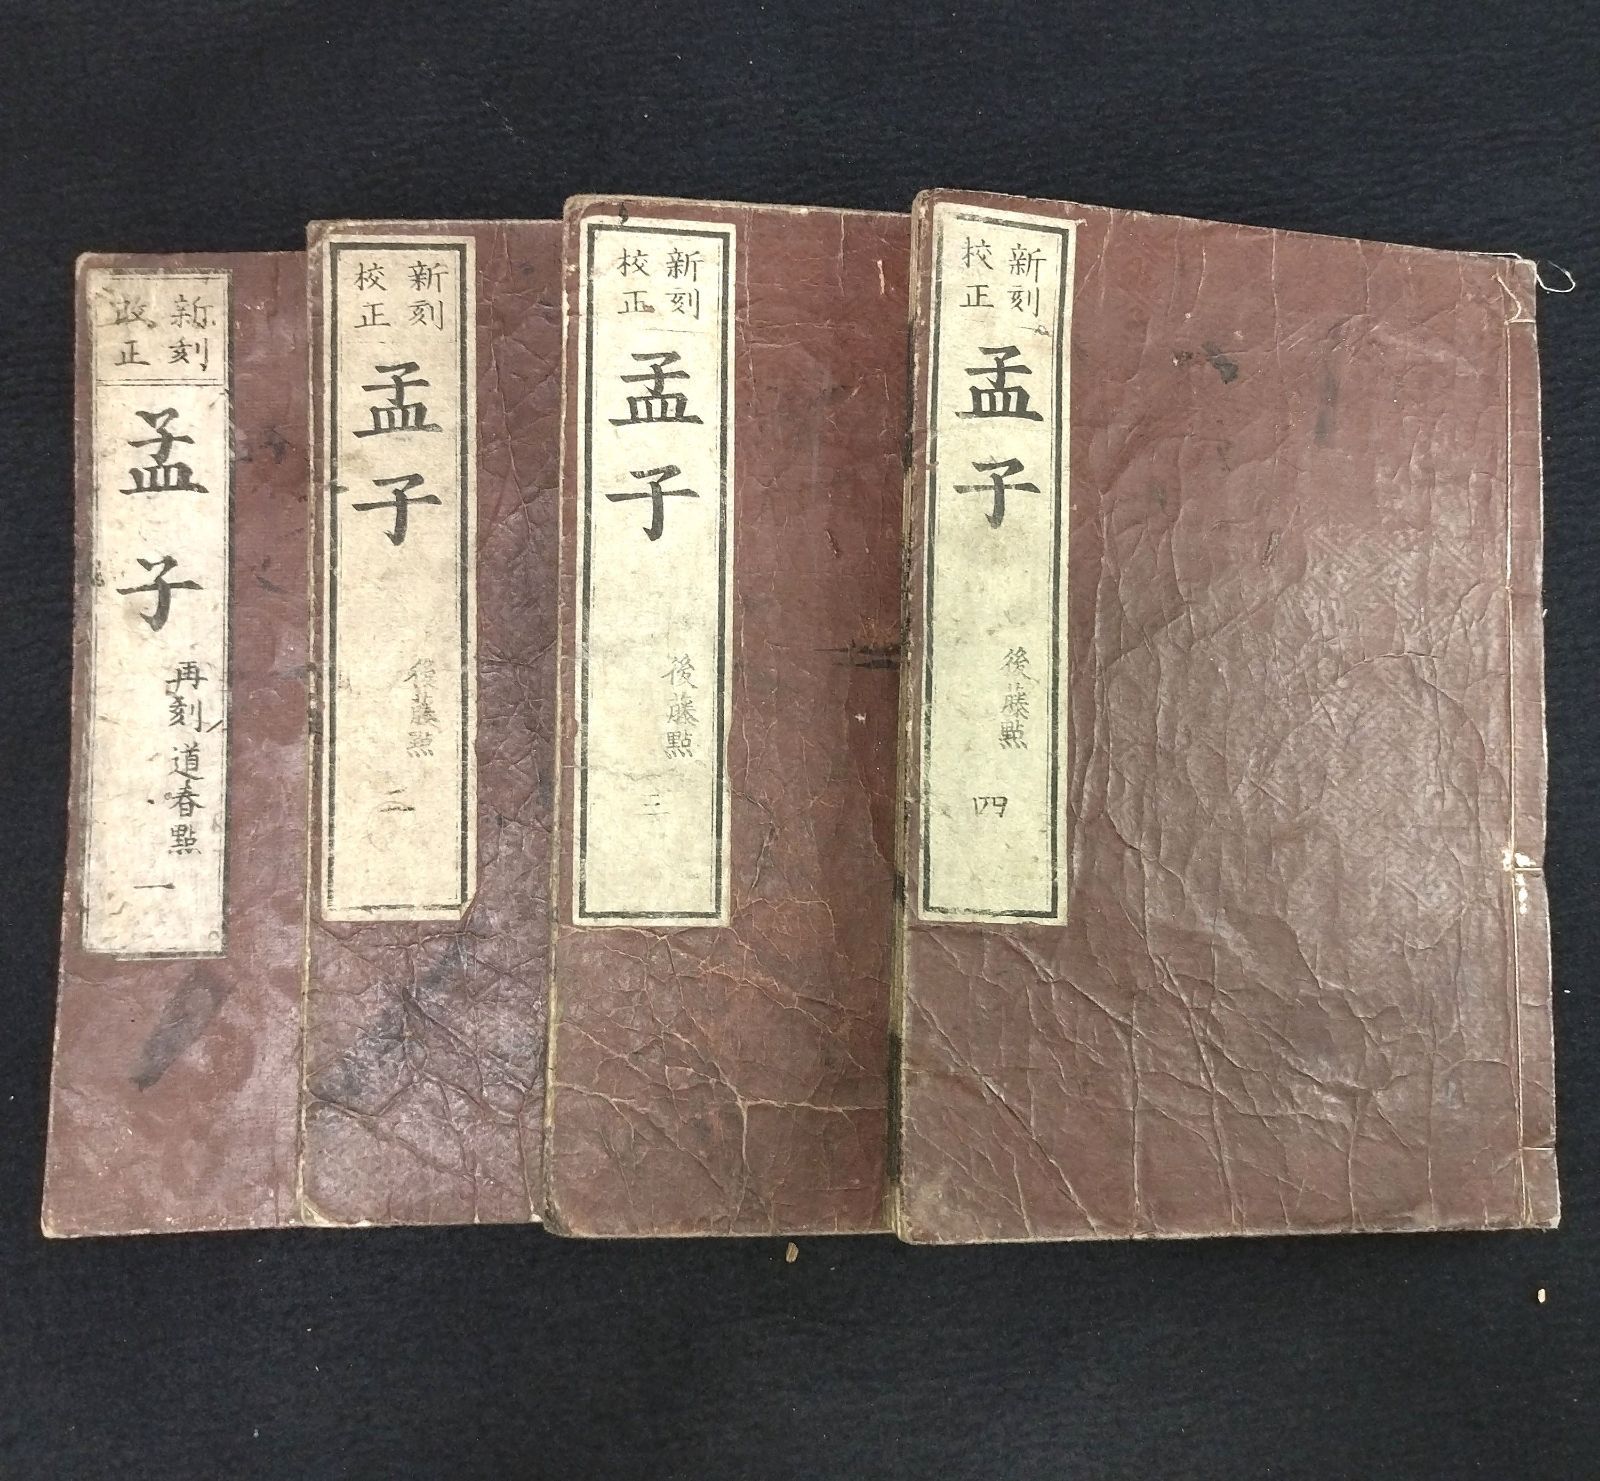 新刻
改正
孟子
再刻道春點
一
新刻
校正
孟子
後藤點
二
新刻
校正
孟子
後藤點
三
新刻
校正
孟子
後藤點
四